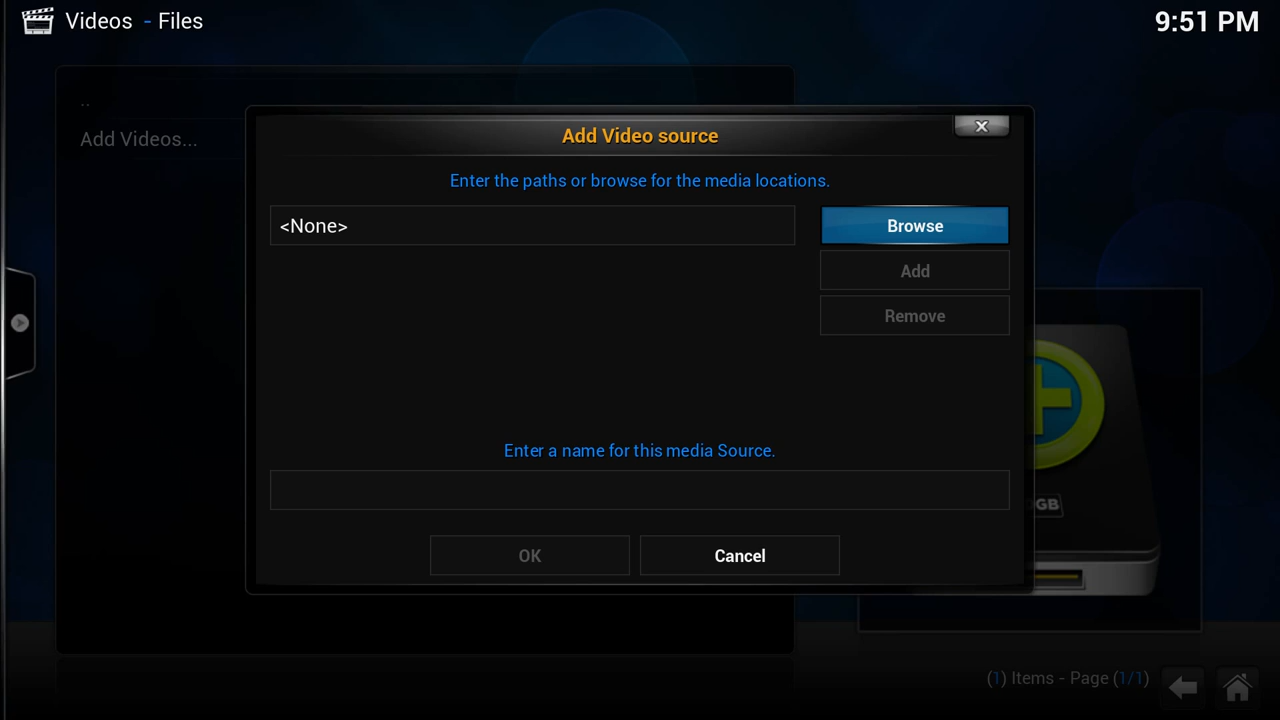 Videos - Files
9:51 PM
..
Add Videos...
Add Video source
x
Enter the paths or browse for the media locations.
<None>
Browse
Add
Remove
Enter a name for this media Source.
GB
OK
Cancel
(1) Items - Page (1/1)